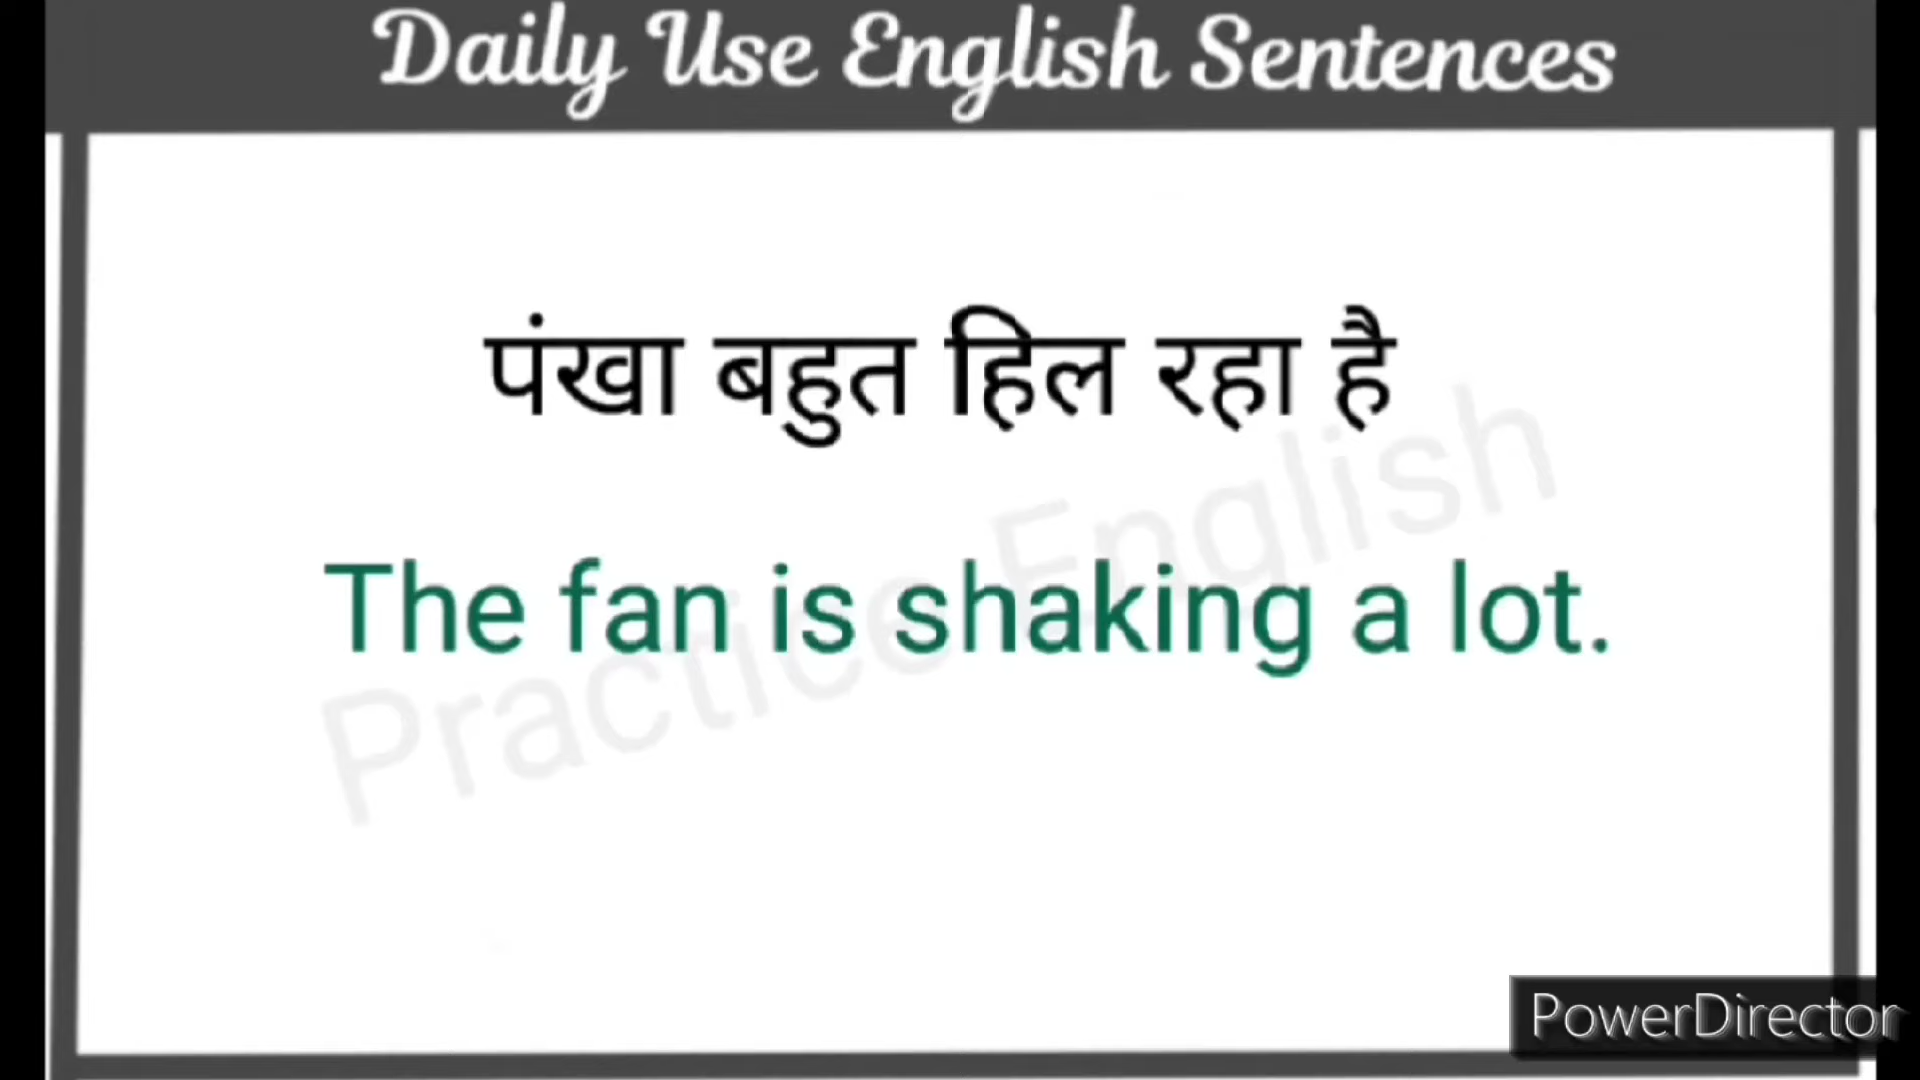 Daily Use English Sentences
पंखा बहुत हिल रहा है
The fan is shaking a lot.
Practice English
PowerDirector